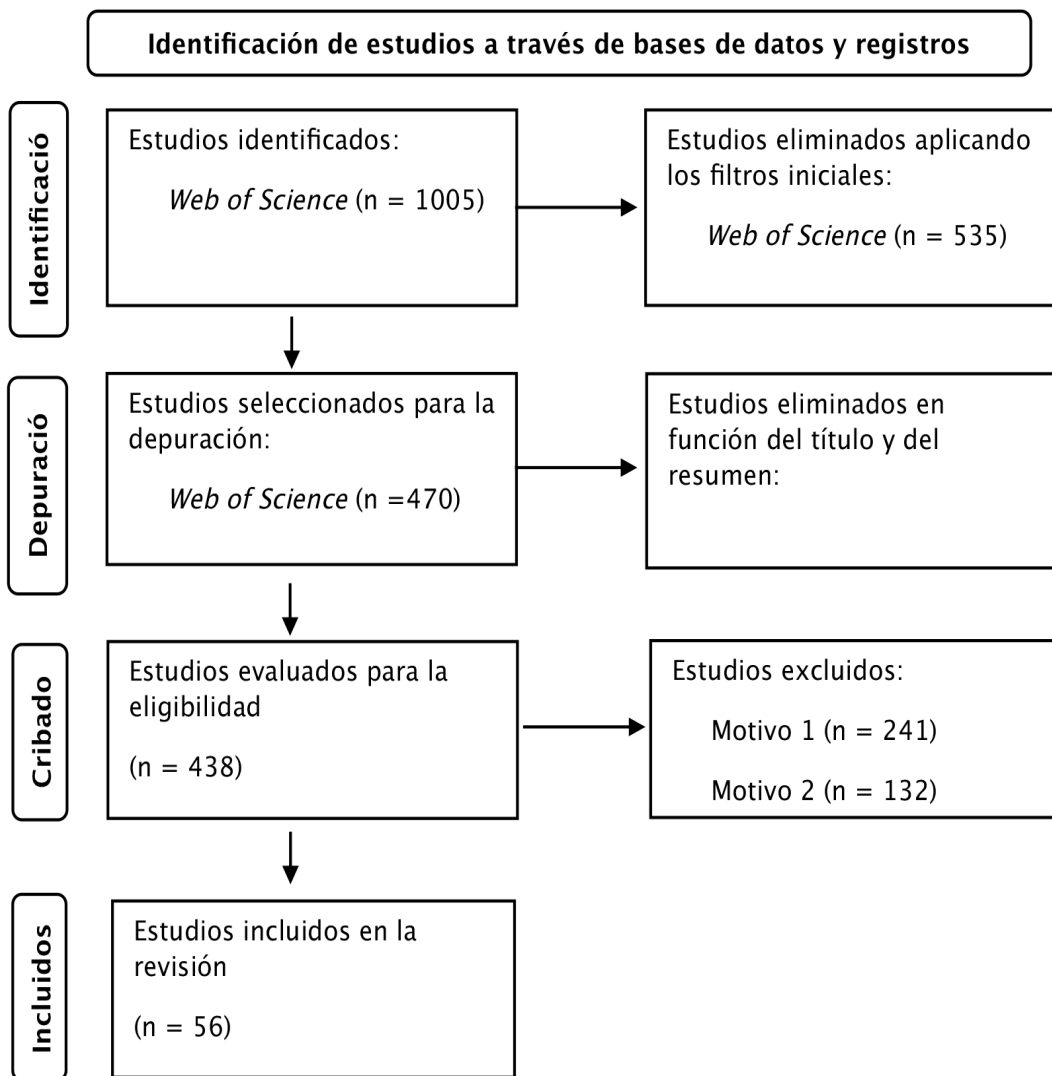 Identificación de estudios a través de bases de datos y registros
Identificació
Estudios identificados:
Web of Science (n = 1005)
Estudios eliminados aplicando
los filtros iniciales:
Web of Science (n = 535)
Depuració
Estudios seleccionados para la
depuración:
Web of Science (n =470)
Estudios eliminados en
función del título y del
resumen:
Cribado
Estudios evaluados para la
eligibilidad
(n = 438)
Estudios excluidos:
Motivo 1 (n = 241)
Motivo 2 (n = 132)
Incluidos
Estudios incluidos en la
revisión
(n = 56)